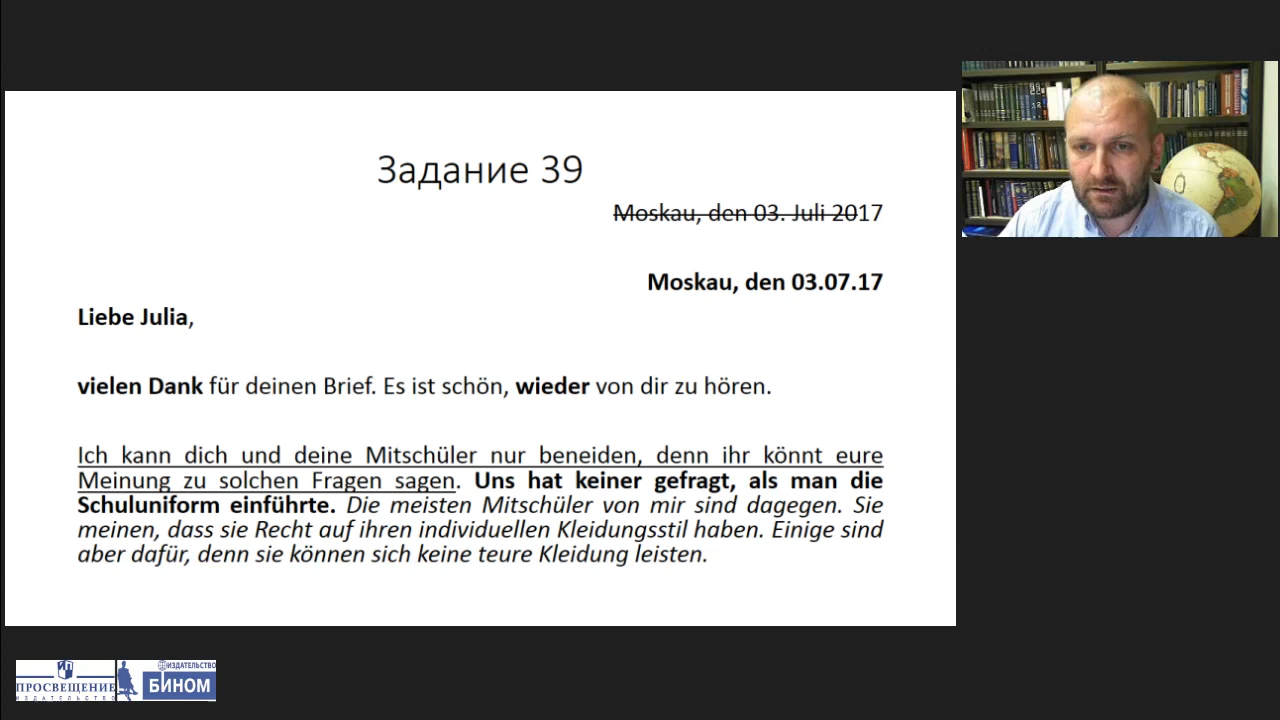 Задание 39
Moskau, den 03. Juli 2017
Moskau, den 03.07.17
Liebe Julia,
vielen Dank für deinen Brief. Es ist schön, wieder von dir zu hören.
Ich kann dich und deine Mitschüler nur beneiden, denn ihr könnt eure
Meinung zu solchen Fragen sagen. Uns hat keiner gefragt, als man die
Schuluniform einführte. Die meisten Mitschüler von mir sind dagegen. Sie
meinen, dass sie Recht auf ihren individuellen Kleidungsstil haben. Einige sind
aber dafür, denn sie können sich keine teure Kleidung leisten.
ПРОСВЕЩЕНИЕ
ИЗДАТЕЛЬСТВО
ИЗДАТЕЛЬСТВО
БИНОМ